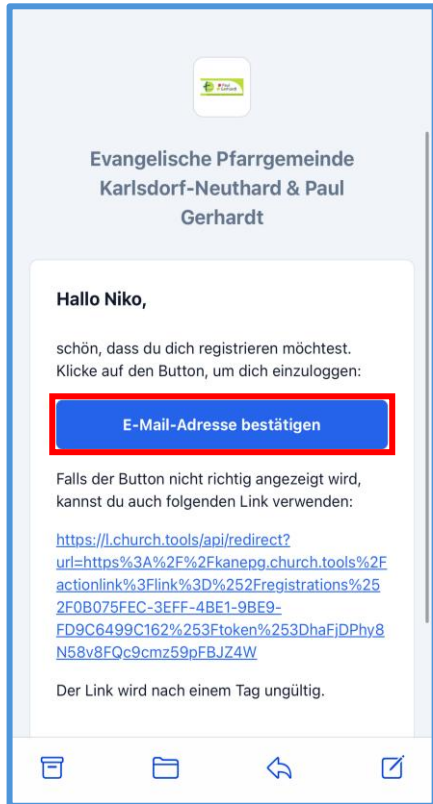 Paul
Gerhardt
Evangelische Pfarrgemeinde
Karlsdorf-Neuthard & Paul
Gerhardt
Hallo Niko,
schön, dass du dich registrieren möchtest.
Klicke auf den Button, um dich einzuloggen:
E-Mail-Adresse bestätigen
Falls der Button nicht richtig angezeigt wird,
kannst du auch folgenden Link verwenden:
https://l.church.tools/api/redirect?
url=https%3A%2F%2Fkanepg.church.tools%2F
actionlink%3Flink%3D%252Fregistrations%25
2F0B075FEC-3EFF-4BE1-9BE9-
FD9C6499C162%253Ftoken%253DhaFjDPhy8
N58v8FQc9cmz59pFBJZ4W
Der Link wird nach einem Tag ungültig.